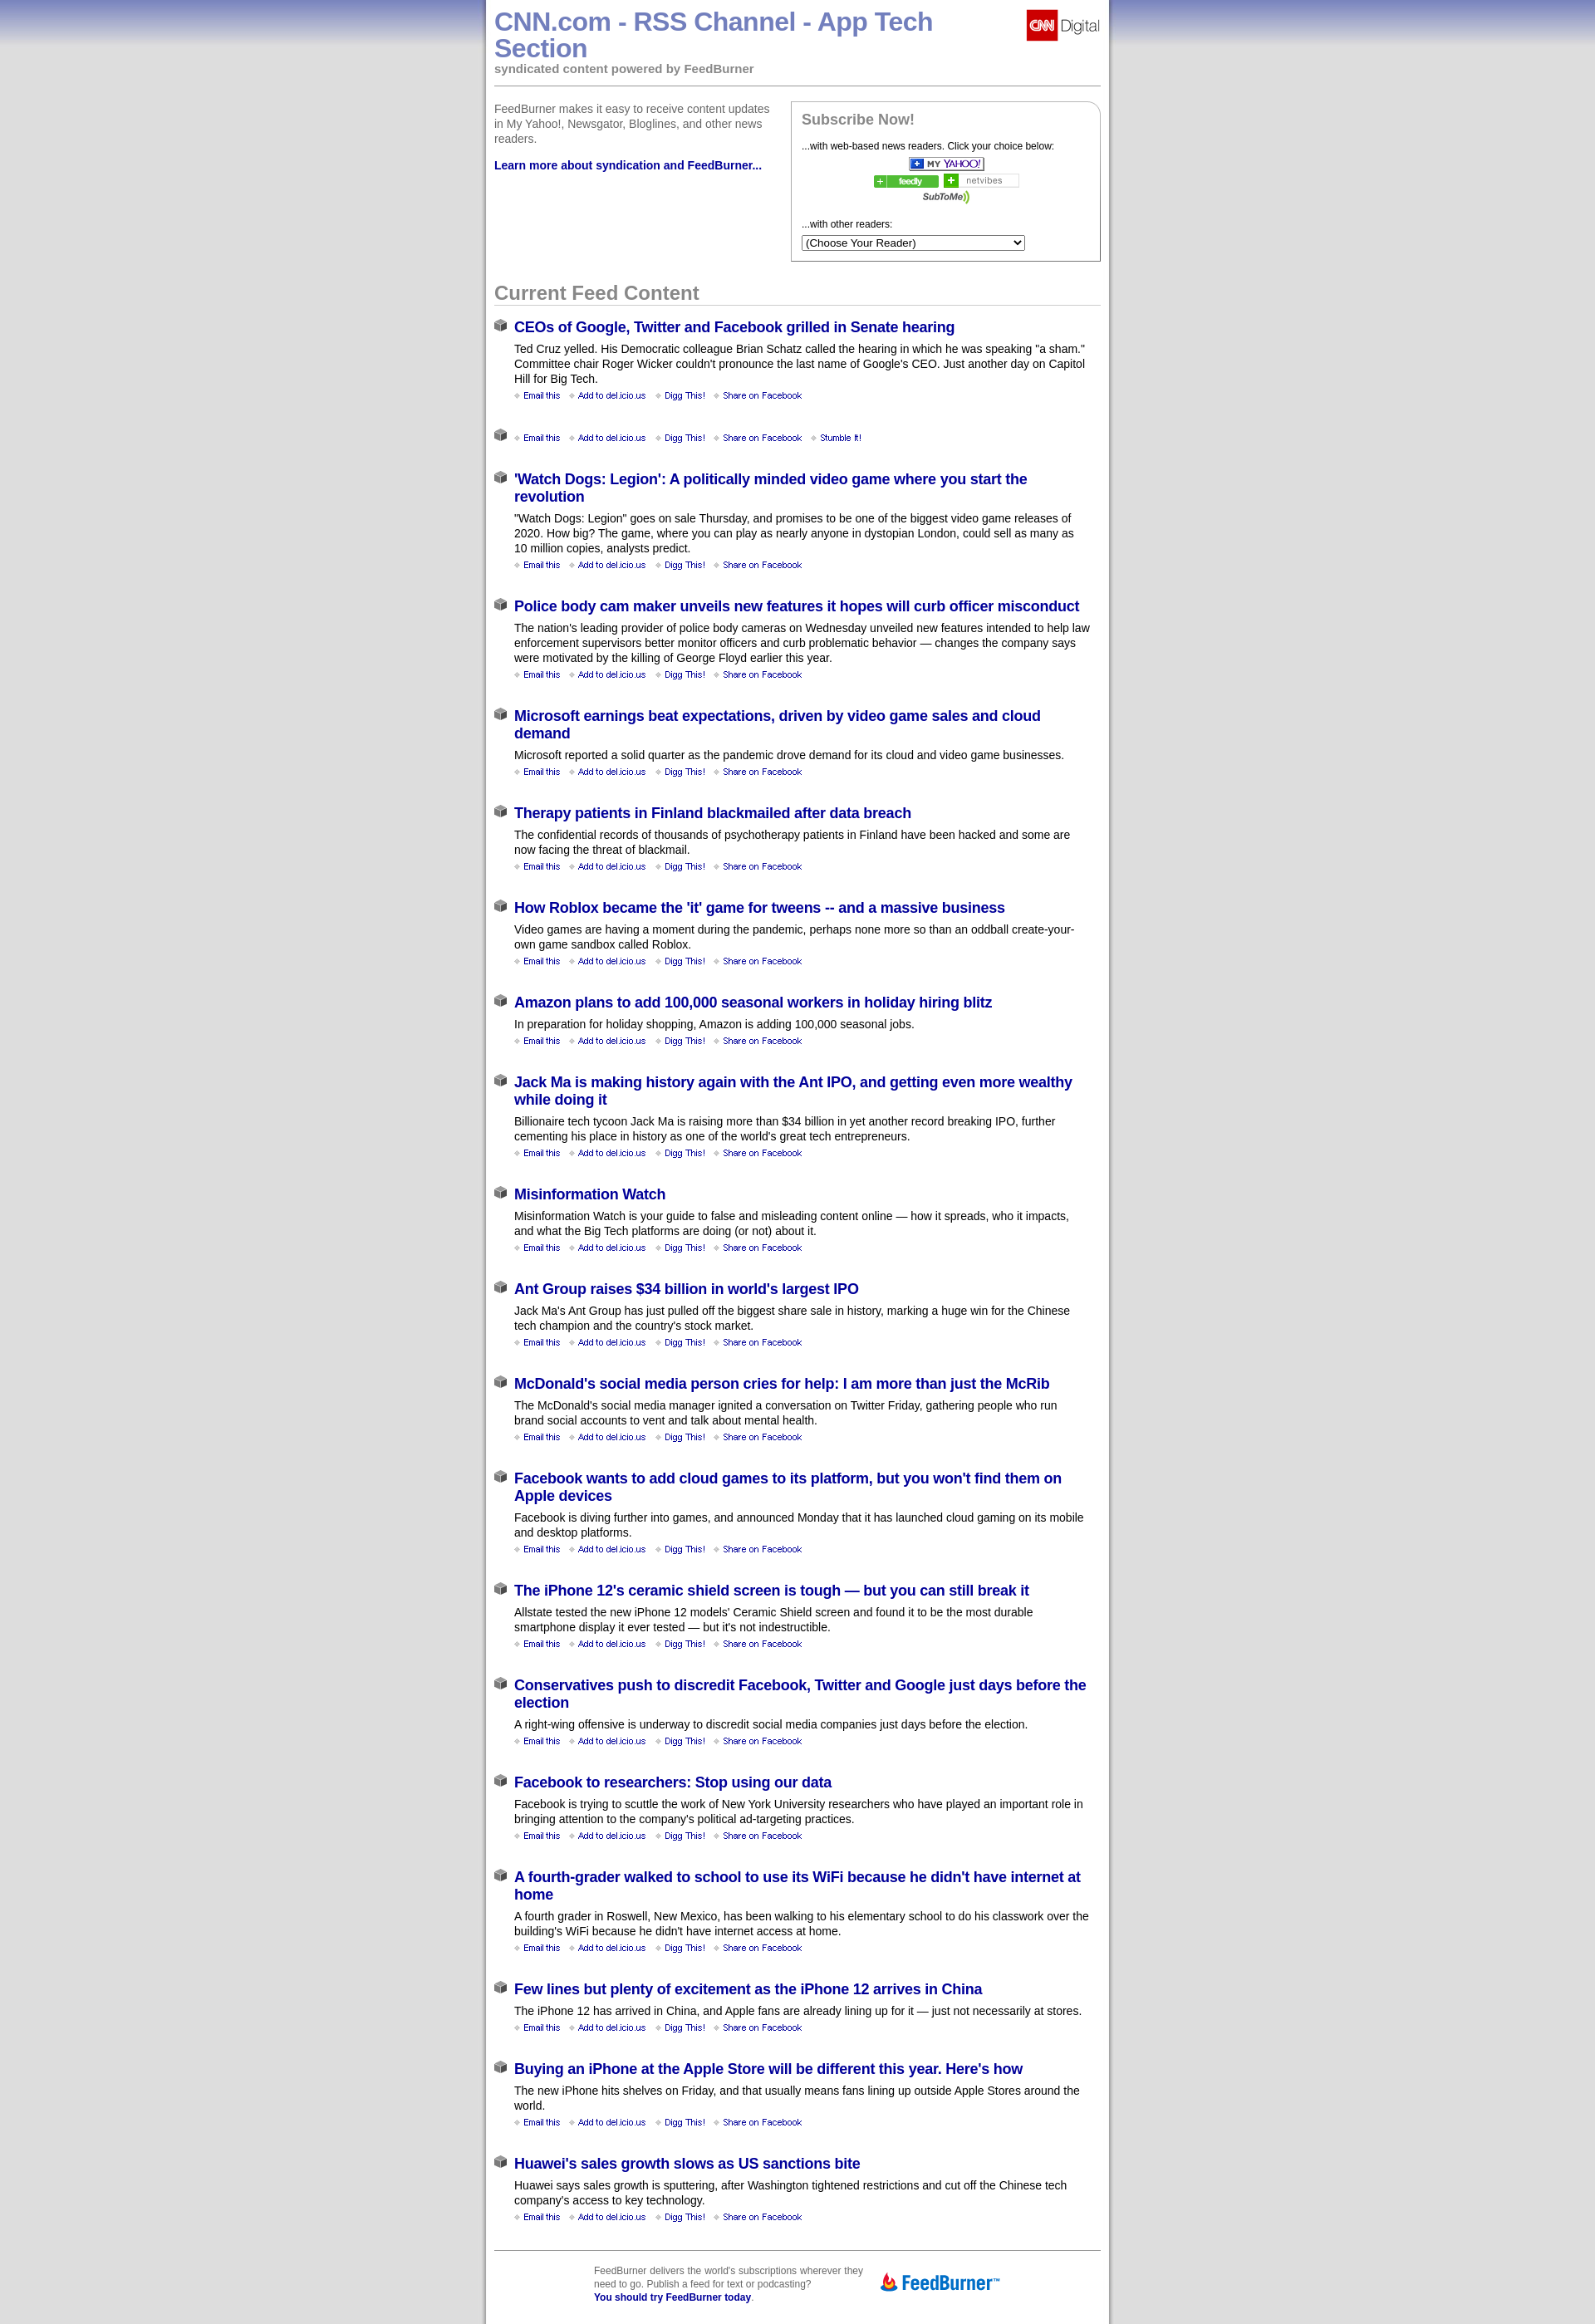 CNN.com - RSS Channel - App Tech
Section
CNN Digital
syndicated content powered by FeedBurner
FeedBurner makes it easy to receive content updates
in My Yahoo!, Newsgator, Bloglines, and other news
readers.
Learn more about syndication and FeedBurner...
Subscribe Now!
...with web-based news readers. Click your choice below:
MY YAHOO!
feedly netvibes
SubToMe
...with other readers:
(Choose Your Reader)
Current Feed Content
CEOs of Google, Twitter and Facebook grilled in Senate hearing
Ted Cruz yelled. His Democratic colleague Brian Schatz called the hearing in which he was speaking "a sham."
Committee chair Roger Wicker couldn't pronounce the last name of Google's CEO. Just another day on Capitol
Hill for Big Tech.
Email this Add to del.icio.us Digg This! Share on Facebook
Email this Add to del.icio.us Digg This! Share on Facebook Stumble It!
'Watch Dogs: Legion': A politically minded video game where you start the
revolution
"Watch Dogs: Legion" goes on sale Thursday, and promises to be one of the biggest video game releases of
2020. How big? The game, where you can play as nearly anyone in dystopian London, could sell as many as
10 million copies, analysts predict.
Email this Add to del.icio.us Digg This! Share on Facebook
Police body cam maker unveils new features it hopes will curb officer misconduct
The nation's leading provider of police body cameras on Wednesday unveiled new features intended to help law
enforcement supervisors better monitor officers and curb problematic behavior — changes the company says
were motivated by the killing of George Floyd earlier this year.
Email this Add to del.icio.us Digg This! Share on Facebook
Microsoft earnings beat expectations, driven by video game sales and cloud
demand
Microsoft reported a solid quarter as the pandemic drove demand for its cloud and video game businesses.
Email this Add to del.icio.us Digg This! Share on Facebook
Therapy patients in Finland blackmailed after data breach
The confidential records of thousands of psychotherapy patients in Finland have been hacked and some are
now facing the threat of blackmail.
Email this Add to del.icio.us Digg This! Share on Facebook
How Roblox became the 'it' game for tweens -- and a massive business
Video games are having a moment during the pandemic, perhaps none more so than an oddball create-your-
own game sandbox called Roblox.
Email this Add to del.icio.us Digg This! Share on Facebook
Amazon plans to add 100,000 seasonal workers in holiday hiring blitz
In preparation for holiday shopping, Amazon is adding 100,000 seasonal jobs.
Email this Add to del.icio.us Digg This! Share on Facebook
Jack Ma is making history again with the Ant IPO, and getting even more wealthy
while doing it
Billionaire tech tycoon Jack Ma is raising more than $34 billion in yet another record breaking IPO, further
cementing his place in history as one of the world's great tech entrepreneurs.
Email this Add to del.icio.us Digg This! Share on Facebook
Misinformation Watch
Misinformation Watch is your guide to false and misleading content online — how it spreads, who it impacts,
and what the Big Tech platforms are doing (or not) about it.
Email this Add to del.icio.us Digg This! Share on Facebook
Ant Group raises $34 billion in world's largest IPO
Jack Ma's Ant Group has just pulled off the biggest share sale in history, marking a huge win for the Chinese
tech champion and the country's stock market.
Email this Add to del.icio.us Digg This! Share on Facebook
McDonald's social media person cries for help: I am more than just the McRib
The McDonald's social media manager ignited a conversation on Twitter Friday, gathering people who run
brand social accounts to vent and talk about mental health.
Email this Add to del.icio.us Digg This! Share on Facebook
Facebook wants to add cloud games to its platform, but you won't find them on
Apple devices
Facebook is diving further into games, and announced Monday that it has launched cloud gaming on its mobile
and desktop platforms.
Email this Add to del.icio.us Digg This! Share on Facebook
The iPhone 12's ceramic shield screen is tough — but you can still break it
Allstate tested the new iPhone 12 models' Ceramic Shield screen and found it to be the most durable
smartphone display it ever tested — but it's not indestructible.
Email this Add to del.icio.us Digg This! Share on Facebook
Conservatives push to discredit Facebook, Twitter and Google just days before the
election
A right-wing offensive is underway to discredit social media companies just days before the election.
Email this Add to del.icio.us Digg This! Share on Facebook
Facebook to researchers: Stop using our data
Facebook is trying to scuttle the work of New York University researchers who have played an important role in
bringing attention to the company's political ad-targeting practices.
Email this Add to del.icio.us Digg This! Share on Facebook
A fourth-grader walked to school to use its WiFi because he didn't have internet at
home
A fourth grader in Roswell, New Mexico, has been walking to his elementary school to do his classwork over the
building's WiFi because he didn't have internet access at home.
Email this Add to del.icio.us Digg This! Share on Facebook
Few lines but plenty of excitement as the iPhone 12 arrives in China
The iPhone 12 has arrived in China, and Apple fans are already lining up for it — just not necessarily at stores.
Email this Add to del.icio.us Digg This! Share on Facebook
Buying an iPhone at the Apple Store will be different this year. Here's how
The new iPhone hits shelves on Friday, and that usually means fans lining up outside Apple Stores around the
world.
Email this Add to del.icio.us Digg This! Share on Facebook
Huawei's sales growth slows as US sanctions bite
Huawei says sales growth is sputtering, after Washington tightened restrictions and cut off the Chinese tech
company's access to key technology.
Email this Add to del.icio.us Digg This! Share on Facebook
FeedBurner delivers the world's subscriptions wherever they
need to go. Publish a feed for text or podcasting?
You should try FeedBurner today.
FeedBurner™